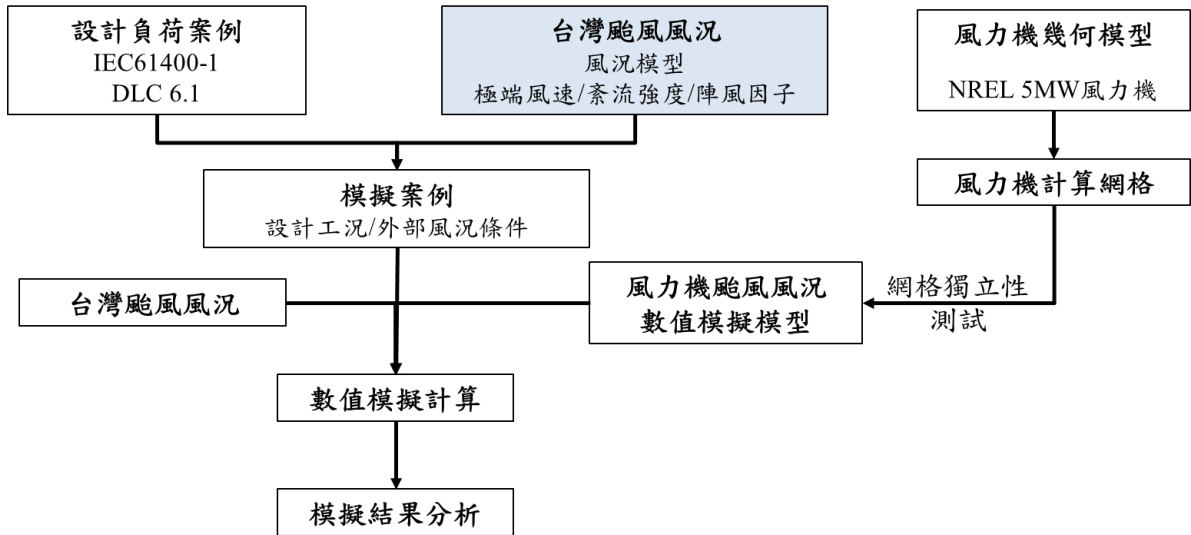 設計負荷案例
IEC61400-1
DLC 6.1
台灣颱風風況
風況模型
極端風速/紊流強度/陣風因子
風力機幾何模型
NREL 5MW風力機
模擬案例
設計工況/外部風況條件
風力機計算網格
台灣颱風風況
風力機颱風風況
數值模擬模型
網格獨立性
測試
數值模擬計算
模擬結果分析